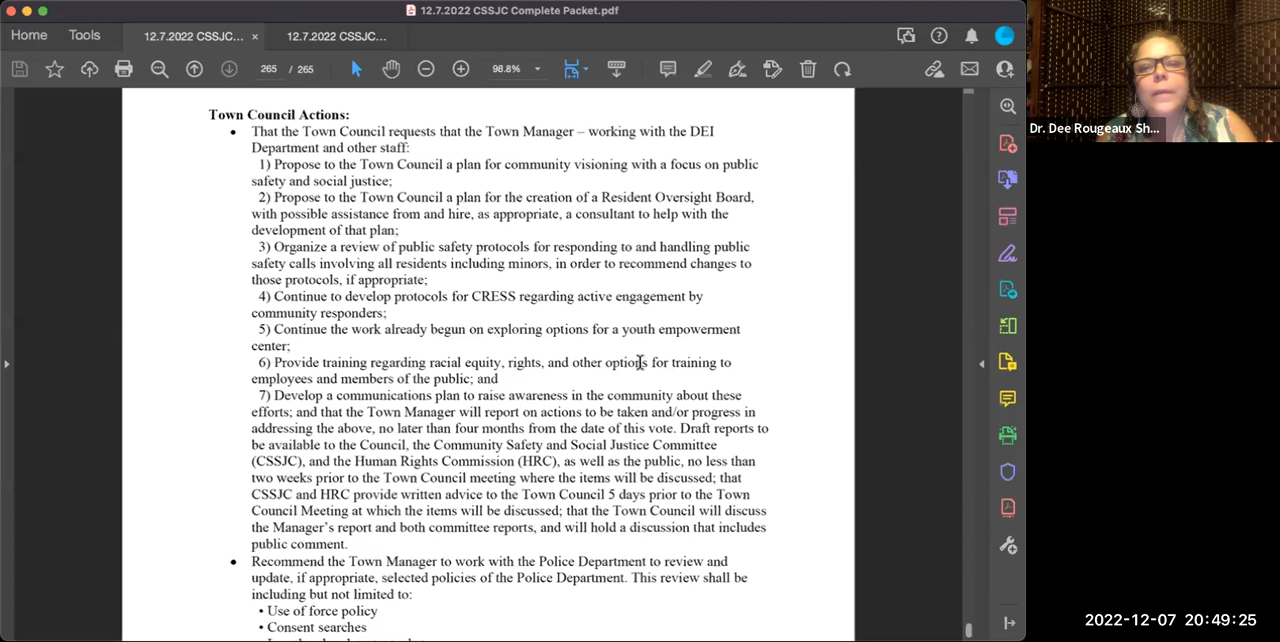 12.7.2022 CSSJC Complete Packet.pdf
Home Tools 12.7.2022 CSSJC... × 12.7.2022 CSSJC...
265 / 265 98.8%
Dr. Dee Rougeaux Sh...
Town Council Actions:
• That the Town Council requests that the Town Manager – working with the DEI
Department and other staff:
1) Propose to the Town Council a plan for community visioning with a focus on public
safety and social justice;
2) Propose to the Town Council a plan for the creation of a Resident Oversight Board,
with possible assistance from and hire, as appropriate, a consultant to help with the
development of that plan;
3) Organize a review of public safety protocols for responding to and handling public
safety calls involving all residents including minors, in order to recommend changes to
those protocols, if appropriate;
4) Continue to develop protocols for CRESS regarding active engagement by
community responders;
5) Continue the work already begun on exploring options for a youth empowerment
center;
6) Provide training regarding racial equity, rights, and other options for training to
employees and members of the public; and
7) Develop a communications plan to raise awareness in the community about these
efforts; and that the Town Manager will report on actions to be taken and/or progress in
addressing the above, no later than four months from the date of this vote. Draft reports to
be available to the Council, the Community Safety and Social Justice Committee
(CSSJC), and the Human Rights Commission (HRC), as well as the public, no less than
two weeks prior to the Town Council meeting where the items will be discussed; that
CSSJC and HRC provide written advice to the Town Council 5 days prior to the Town
Council Meeting at which the items will be discussed; that the Town Council will discuss
the Manager's report and both committee reports, and will hold a discussion that includes
public comment.
• Recommend the Town Manager to work with the Police Department to review and
update, if appropriate, selected policies of the Police Department. This review shall be
including but not limited to:
• Use of force policy
• Consent searches
2022-12-07 20:49:25